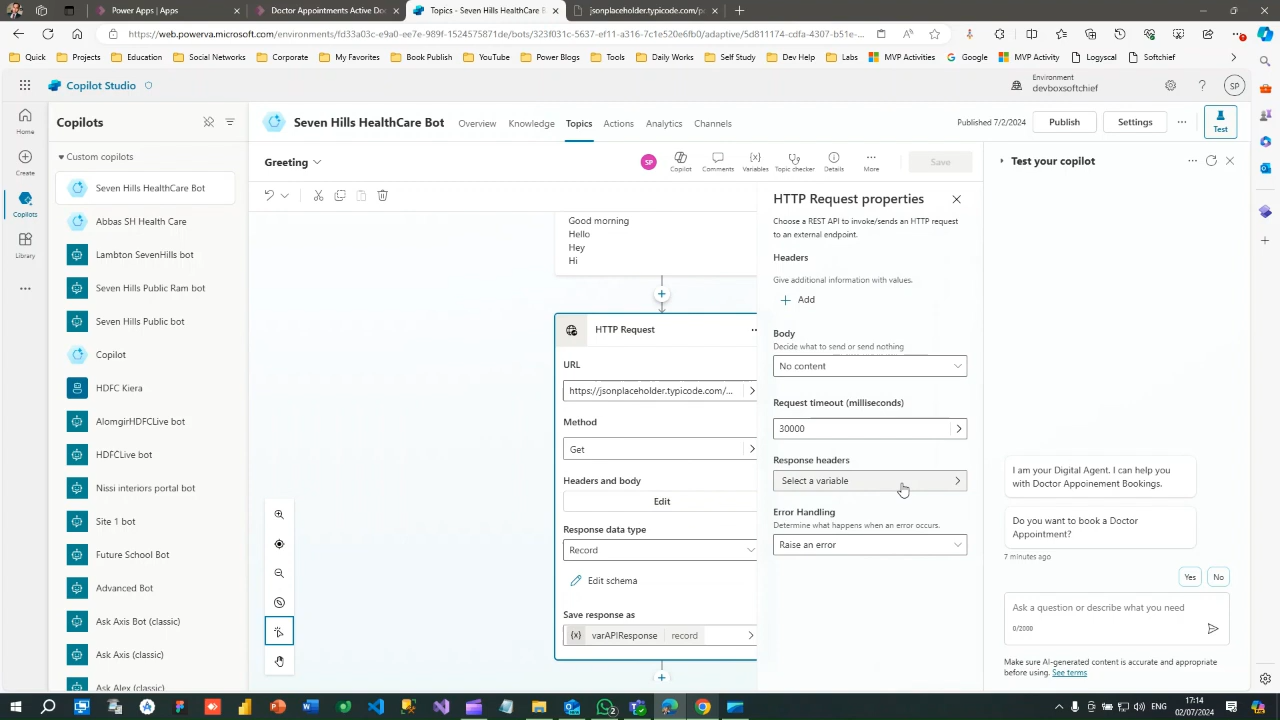 Power Apps | Apps
Doctor Appointments Active Doc
Topics - Seven Hills HealthCare B
jsonplaceholder.typicode.com/po
https://web.powerva.microsoft.com/environments/fd33a03c-e9a0-ee7e-989f-1524575871de/bots/323f031c-5637-ef11-a316-7c1e520e6fb0/adaptive/5d811174-cdfa-4307-b51e-...
Quick
Projects
Education
Social Networks
Corporate
My Favorites
Book Publish
YouTube
Power Blogs
Tools
Daily Works
Self Study
Dev Help
Labs
MVP Activities
Google
MVP Activity
Logyscal
Softchief
Copilot Studio
Environment
devboxsoftchief
SP
Home
Create
Copilots
Library
Copilots
Custom copilots
Seven Hills HealthCare Bot
Abbas SH Health Care
Lambton SevenHills bot
Seven Hills Public Ram bot
Seven Hills Public bot
Copilot
HDFC Kiera
AlomgirHDFCLive bot
HDFCLive bot
Nissi interiors portal bot
Site 1 bot
Future School Bot
Advanced Bot
Ask Axis Bot (classic)
Ask Axis (classic)
Ask Alex (classic)
Seven Hills HealthCare Bot
Overview
Knowledge
Topics
Actions
Analytics
Channels
Published 7/2/2024
Publish
Settings
Test
Greeting
SP
Copilot
Comments
Variables
Topic checker
Details
More
Save
Good morning
Hello
Hey
Hi
HTTP Request
URL
https://jsonplaceholder.typicode.com/...
Method
Get
Headers and body
Edit
Response data type
Record
Edit schema
Save response as
{x} varAPIResponse record
HTTP Request properties
Choose a REST API to invoke/sends an HTTP request
to an external endpoint.
Headers
Give additional information with values.
Add
Body
Decide what to send or send nothing
No content
Request timeout (milliseconds)
30000
Response headers
Select a variable
Error Handling
Determine what happens when an error occurs.
Raise an error
Test your copilot
I am your Digital Agent. I can help you
with Doctor Appoinement Bookings.
Do you want to book a Doctor
Appointment?
7 minutes ago
Yes
No
Ask a question or describe what you need
0/2000
Make sure AI-generated content is accurate and appropriate
before using. See terms
ENG
17:14
02/07/2024